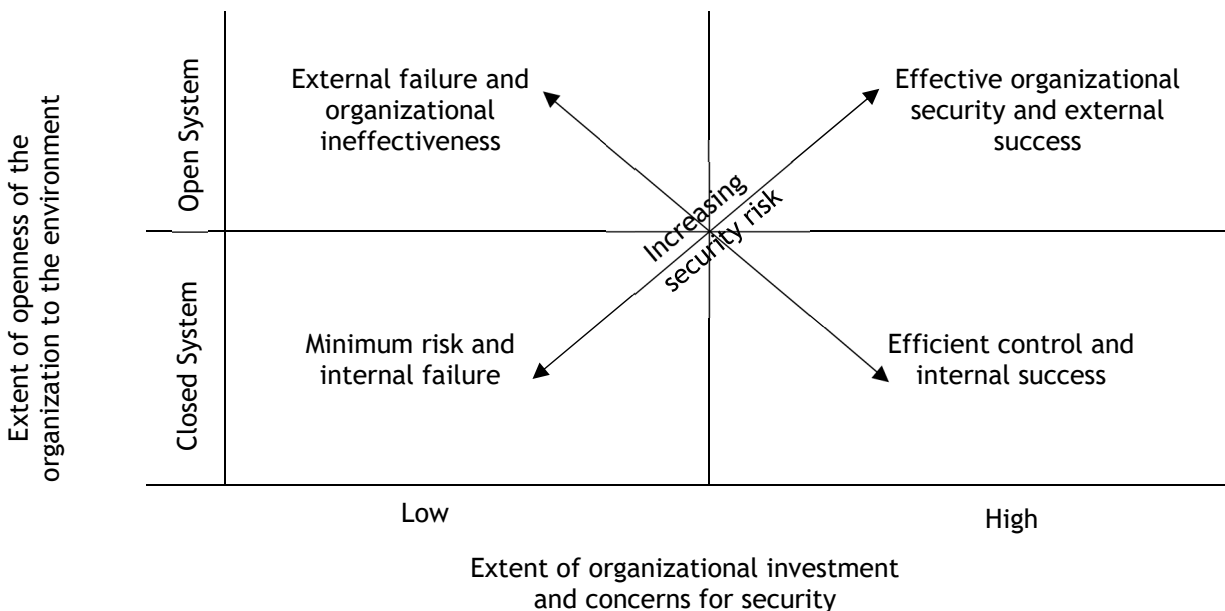 Extent of openness of the
organization to the environment
Open System
Closed System
External failure and
organizational
ineffectiveness
Effective organizational
security and external
success
Increasing
security risk
Minimum risk and
internal failure
Efficient control and
internal success
Low
High
Extent of organizational investment
and concerns for security